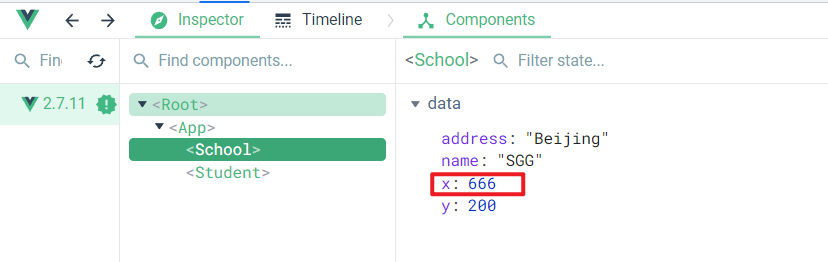 Inspector Timeline Components
Find components... <School> Filter state...
2.7.11 <Root> data
<App> address: "Beijing"
<School> name: "SGG"
<Student> x: 666
y: 200